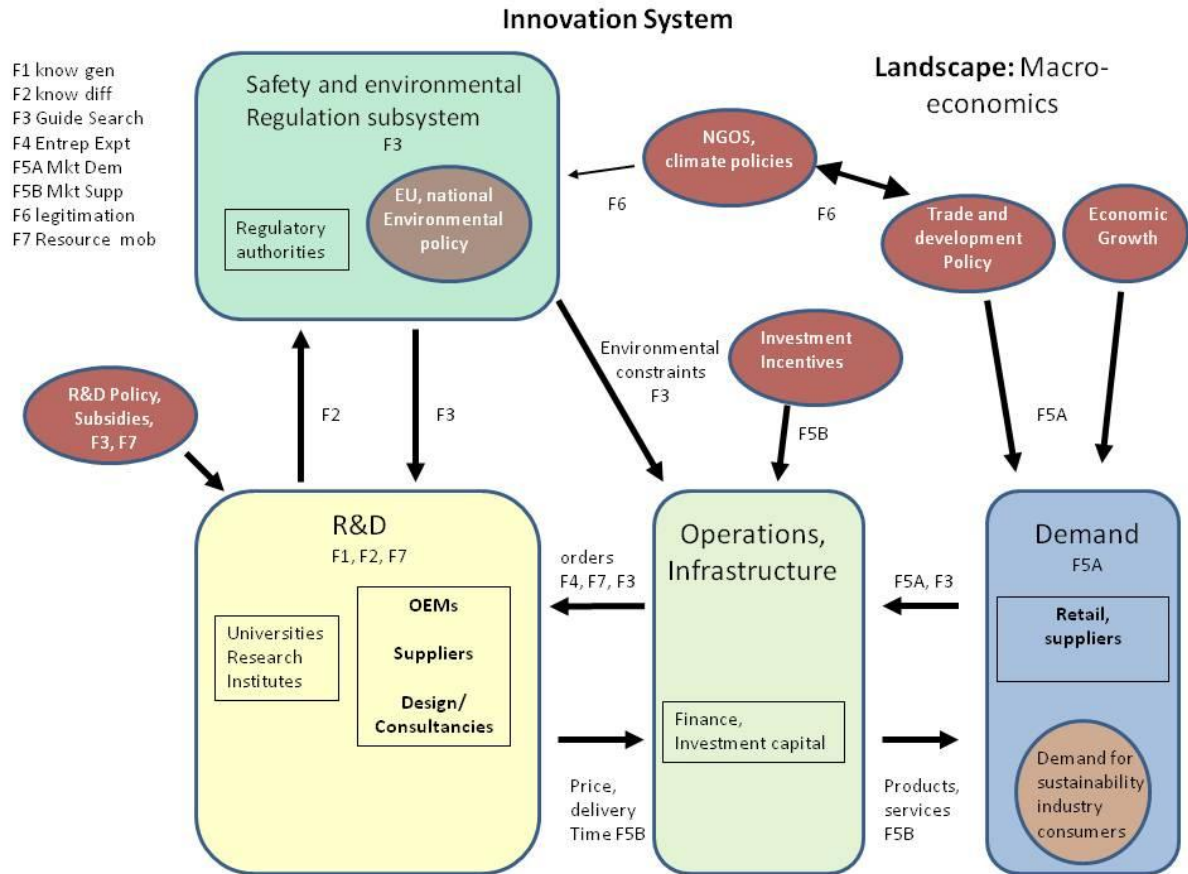 Innovation System
F1 know gen
F2 know diff
F3 Guide Search
F4 Entrep Expt
F5A Mkt Dem
F5B Mkt Supp
F6 legitimation
F7 Resource mob
Safety and environmental
Regulation subsystem
F3
EU, national
Environmental
policy
Regulatory
authorities
Landscape: Macro-
economics
NGOS,
climate policies
F6
F6
Trade and
development
Policy
Economic
Growth
Environmental
constraints
F3
Investment
Incentives
R&D Policy,
Subsidies,
F3, F7
F2
F3
F5B
F5A
R&D
F1, F2, F7
OEMs
Suppliers
Design/
Consultancies
Universities
Research
Institutes
orders
F4, F7, F3
Price,
delivery
Time F5B
Operations,
Infrastructure
Finance,
Investment capital
F5A, F3
Products,
services
F5B
Demand
F5A
Retail,
suppliers
Demand for
sustainability
industry
consumers